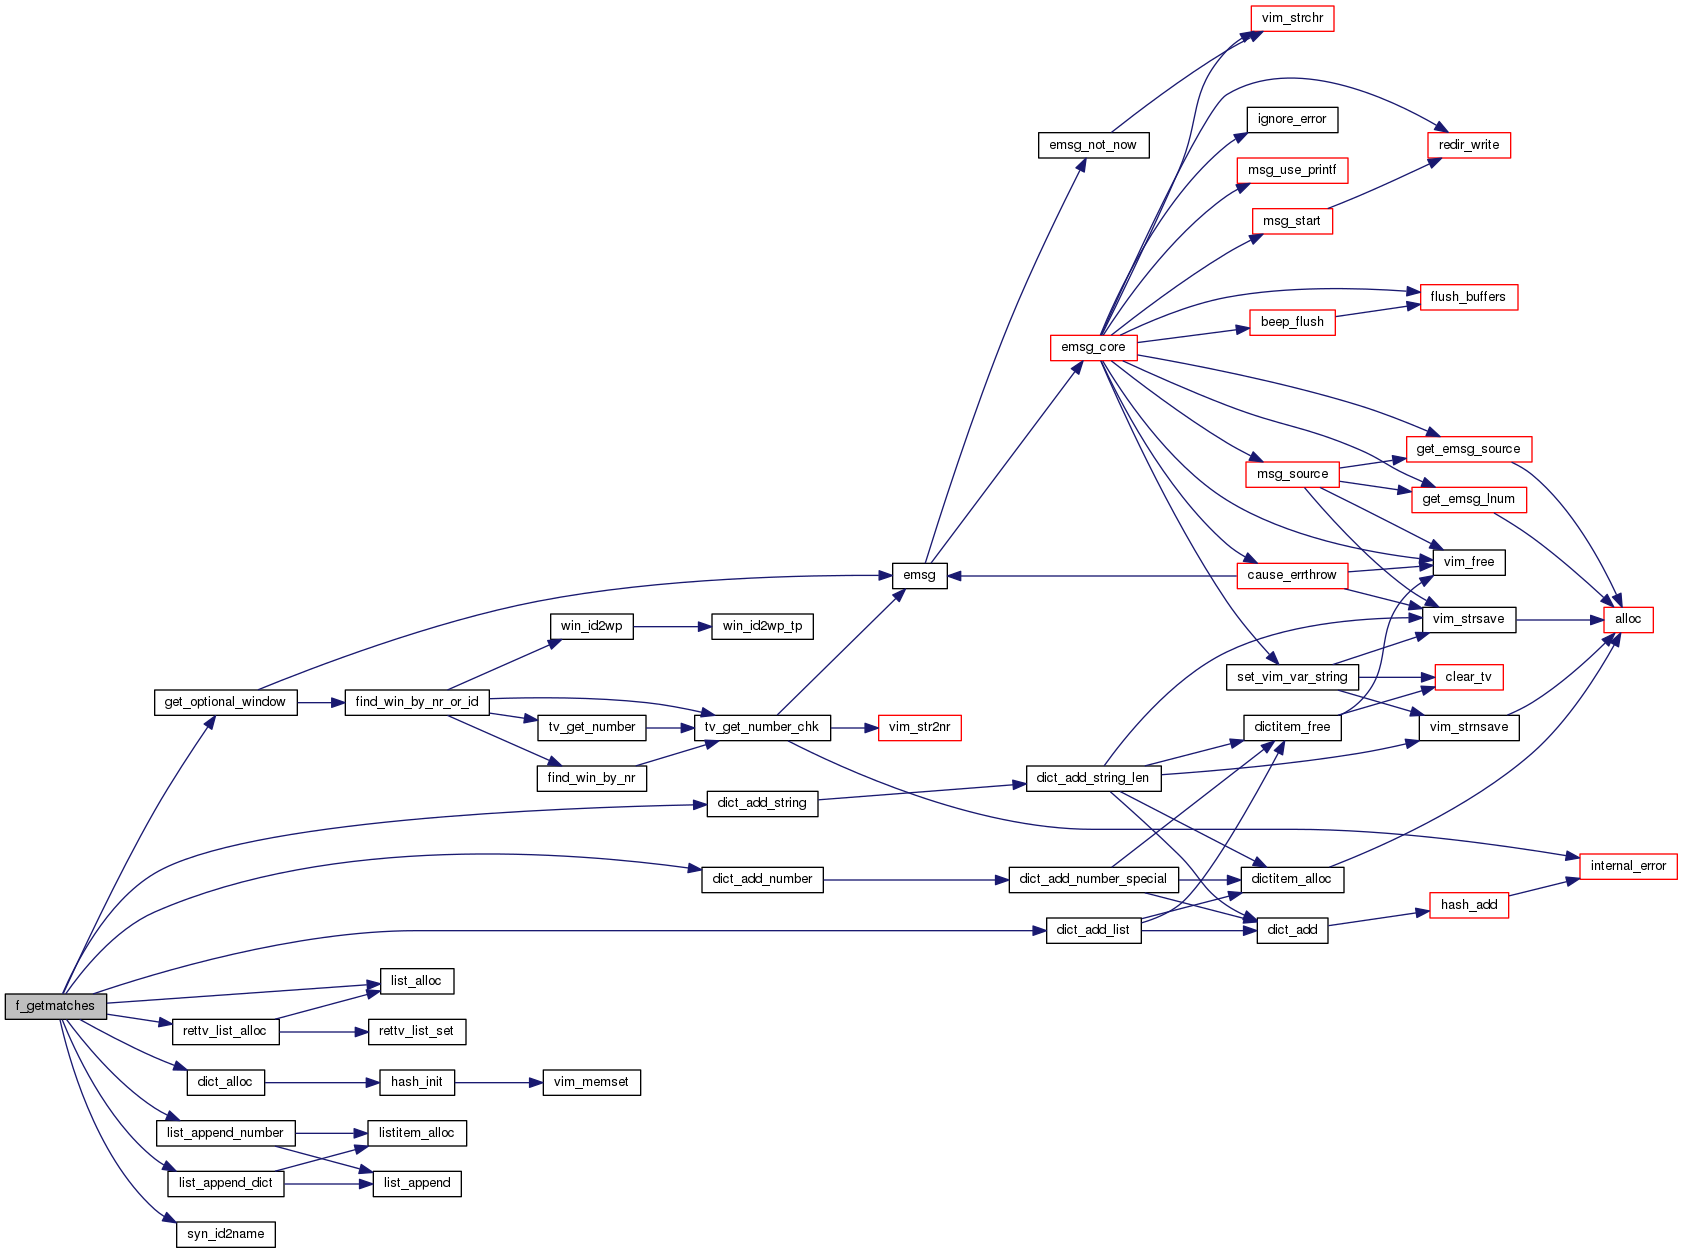 vim_strchr
ignore_error
redir_write
emsg_not_now
msg_use_printf
msg_start
flush_buffers
beep_flush
emsg_core
get_emsg_source
msg_source
get_emsg_lnum
vim_free
emsg
cause_errthrow
win_id2wp
win_id2wp_tp
vim_strsave
alloc
set_vim_var_string
clear_tv
get_optional_window
find_win_by_nr_or_id
tv_get_number
tv_get_number_chk
vim_str2nr
dictitem_free
vim_strnsave
find_win_by_nr
dict_add_string_len
dict_add_string
internal_error
dict_add_number
dict_add_number_special
dictitem_alloc
hash_add
dict_add_list
dict_add
list_alloc
f_getmatches
rettv_list_alloc
rettv_list_set
dict_alloc
hash_init
vim_memset
list_append_number
listitem_alloc
list_append_dict
list_append
syn_id2name